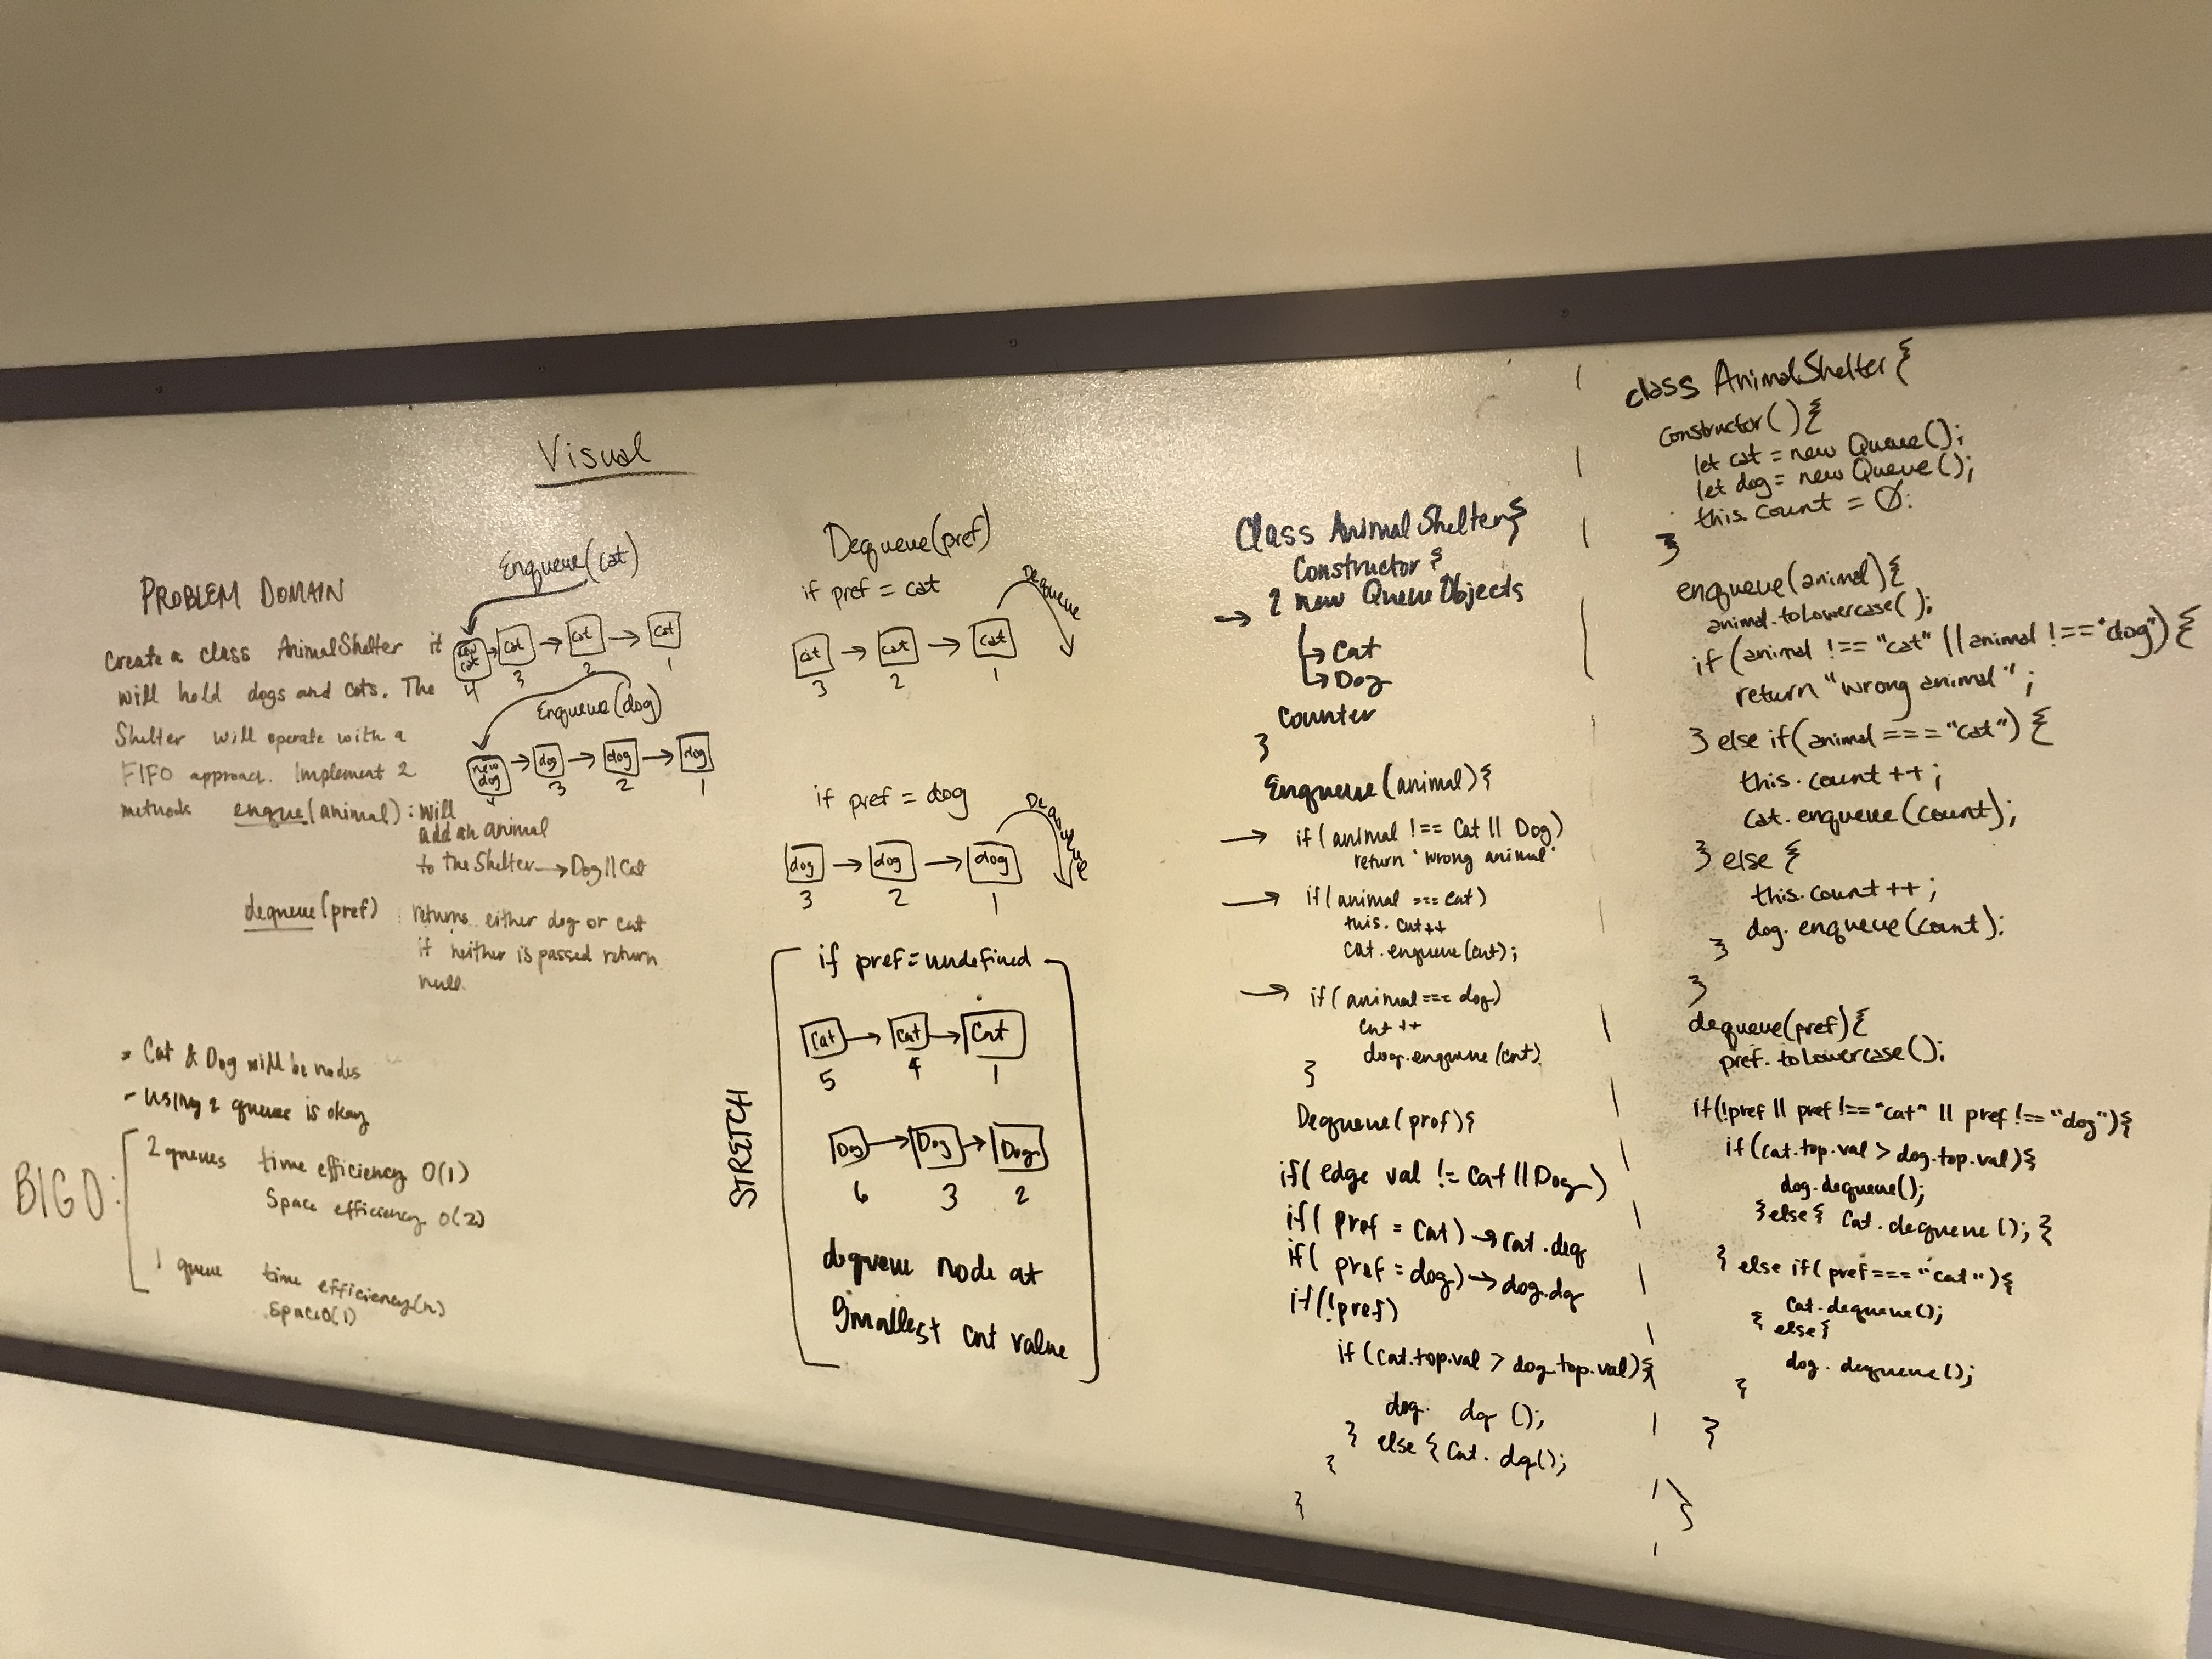 Visual
PROBLEM DOMAIN
Create a class AnimalShelter it
will hold dogs and cats. The
Shelter will operate with a
FIFO approach. Implement 2
methods enque(animal): will
add an animal
to the Shelter → Dog||Cat
dequeue(pref) : returns either dog or cat
if neither is passed return
null.
* Cat & Dog will be nodes
- Using 2 queue is okay
BIG O:
2 queues time efficiency O(1)
Space efficiency O(2)
1 queue time efficiency(n)
Space O(1)
Enqueue(cat)
new cat → cat → cat → cat
4 3 2 1
Enqueue(dog)
new dog → dog → dog → dog
4 3 2 1
Dequeue(pref)
if pref = cat
Dequeue
cat → cat → cat
3 2 1
if pref = dog
Dequeue
dog → dog → dog
3 2 1
STRETCH
if pref = undefined
Cat → Cat → Cat
5 4 1
Dog → Dog → Dog
6 3 2
dequeue node at
smallest cnt value
Class AnimalShelter{
Constructor {
→ 2 new Queue Objects
↳ Cat
↳ Dog
Counter
}
Enqueue(animal){
→ if(animal !== Cat || Dog)
return 'wrong animal'
→ if(animal === Cat)
this.cnt++
cat.enqueue(cnt);
→ if(animal === dog)
cnt++
dog.enqueue(cnt)
}
Dequeue(pref){
if(edge val != Cat || Dog)
if(pref = Cat) → Cat.deq
if(pref = dog) → dog.dq
if(!pref)
if(Cat.top.val > dog.top.val){
dog. dq();
} else { Cat. dq();
}
}
class AnimalShelter {
Constructor() {
let cat = new Queue();
let dog = new Queue();
this.count = 0.
}
enqueue(animal){
animal.toLowercase();
if(animal !== "cat" || animal !== "dog") {
return "wrong animal";
} else if(animal === "cat") {
this.count++;
cat.enqueue(count);
} else {
this.count++;
dog.enqueue(count);
}
}
dequeue(pref){
pref.toLowercase();
if(!pref || pref !== "cat" || pref !== "dog"){
if(cat.top.val > dog.top.val){
dog.dequeue();
} else { Cat.dequeue(); {
} else if(pref === "cat"){
Cat.dequeue();
{ else {
dog.dequeue();
}
}
}